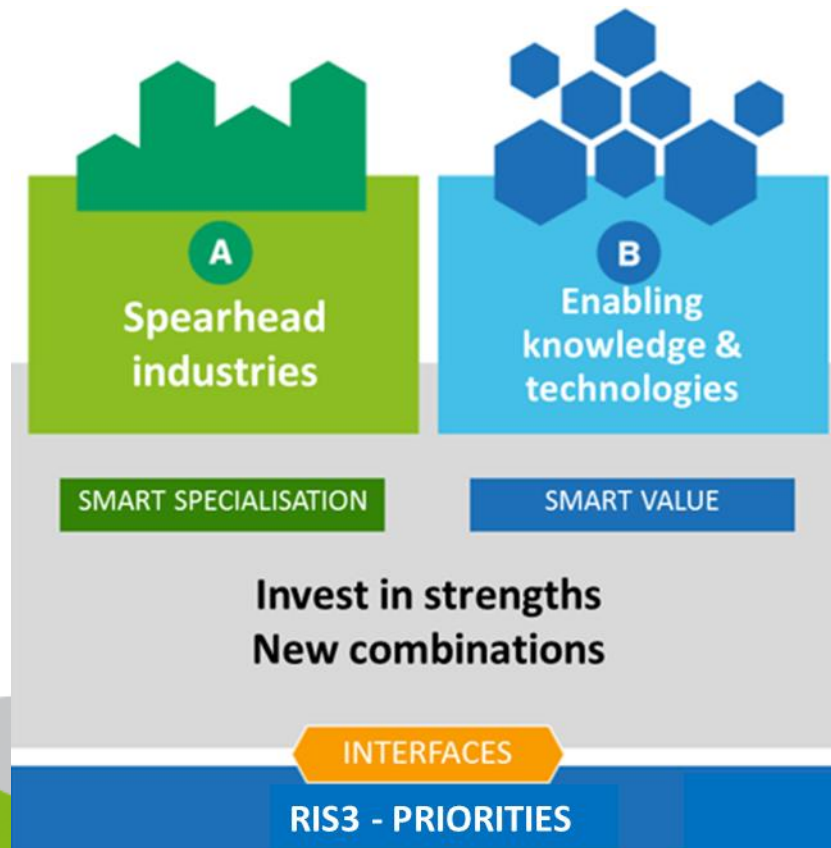 A
Spearhead
industries
B
Enabling
knowledge &
technologies
SMART SPECIALISATION
SMART VALUE
Invest in strengths
New combinations
INTERFACES
RIS3 - PRIORITIES